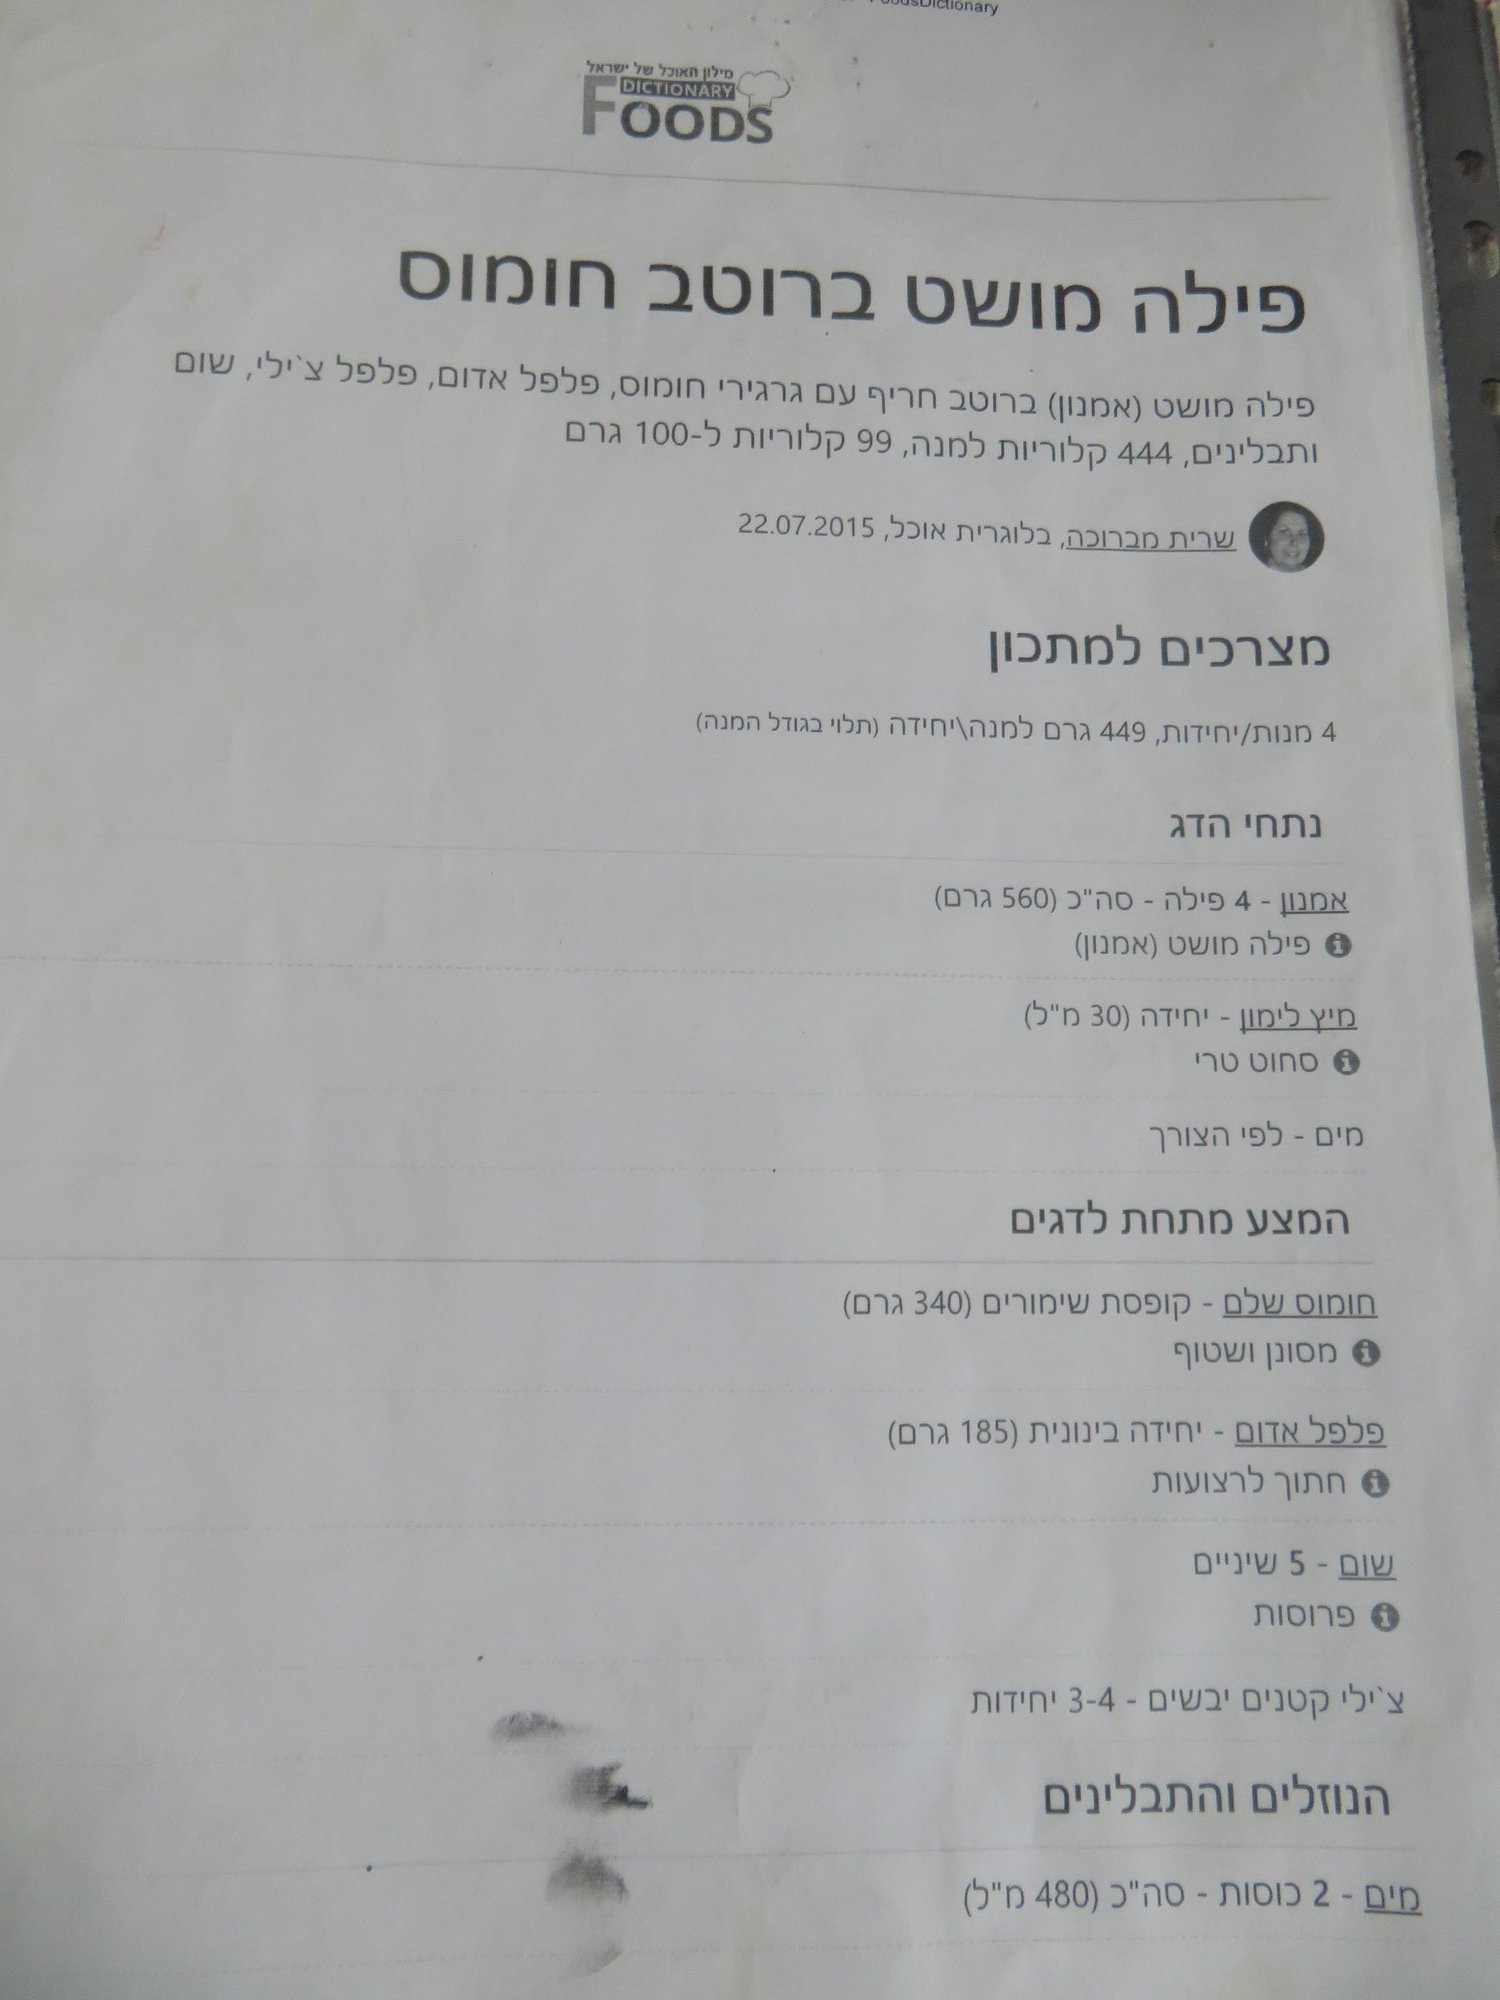 FoodsDictionary
מילון האוכל של ישראל
DICTIONARY
FOODS
פילה מושט ברוטב חומוס
פילה מושט (אמנון) ברוטב חריף עם גרגירי חומוס, פלפל אדום, פלפל צ`ילי, שום
ותבלינים, 444 קלוריות למנה, 99 קלוריות ל-100 גרם
שרית מברוכה, בלוגרית אוכל, 22.07.2015
מצרכים למתכון
4 מנות/יחידות, 449 גרם למנה\יחידה (תלוי בגודל המנה)
נתחי הדג
אמנון - 4 פילה - סה"כ (560 גרם)
פילה מושט (אמנון)
מיץ לימון - יחידה (30 מ"ל)
סחוט טרי
מים - לפי הצורך
המצע מתחת לדגים
חומוס שלם - קופסת שימורים (340 גרם)
מסונן ושטוף
פלפל אדום - יחידה בינונית (185 גרם)
חתוך לרצועות
שום - 5 שיניים
פרוסות
צ`ילי קטנים יבשים - 3-4 יחידות
הנוזלים והתבלינים
מים - 2 כוסות - סה"כ (480 מ"ל)